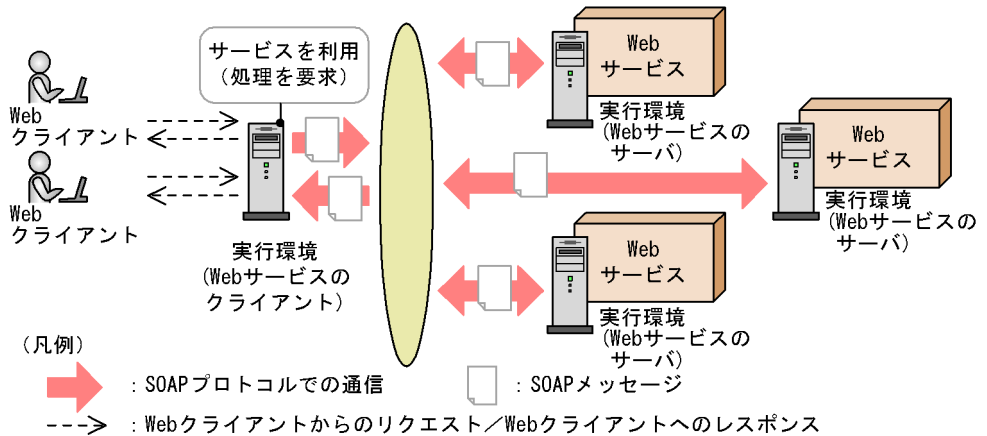 サービスを利用
(処理を要求)
Web
クライアント
Web
クライアント
実行環境
(Webサービスの
クライアント)
Web
サービス
実行環境
(Webサービスの
サーバ)
Web
サービス
実行環境
(Webサービスの
サーバ)
Web
サービス
実行環境
(Webサービスの
サーバ)
(凡例)
:SOAPプロトコルでの通信
:SOAPメッセージ
:Webクライアントからのリクエスト/Webクライアントへのレスポンス